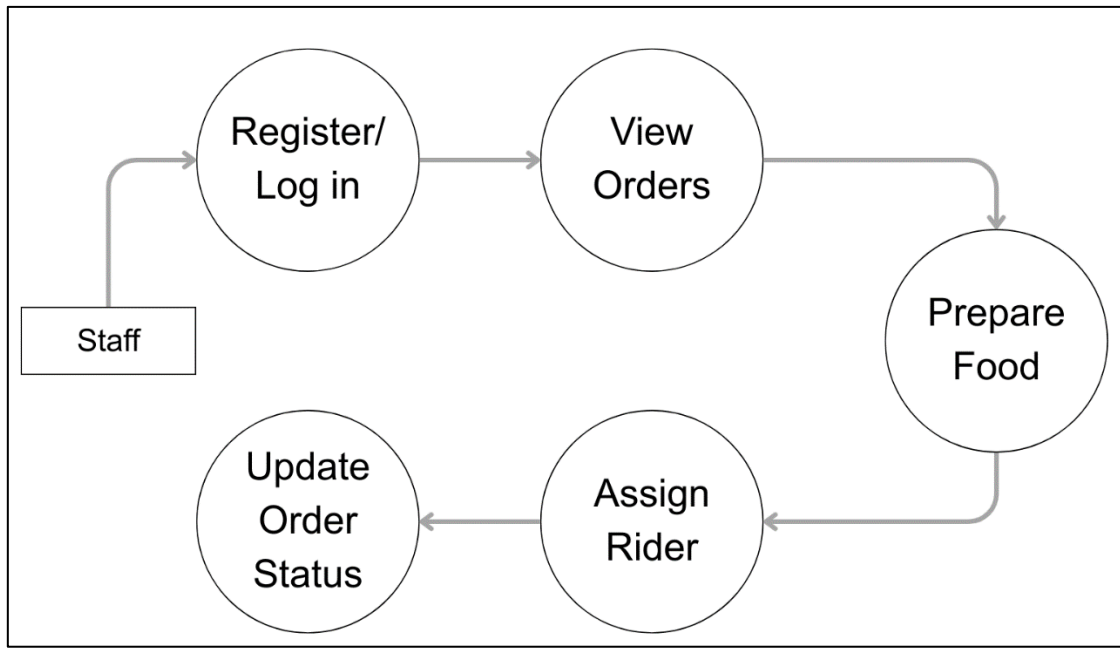 Register/
Log in
View
Orders
Prepare
Food
Staff
Update
Order
Status
Assign
Rider